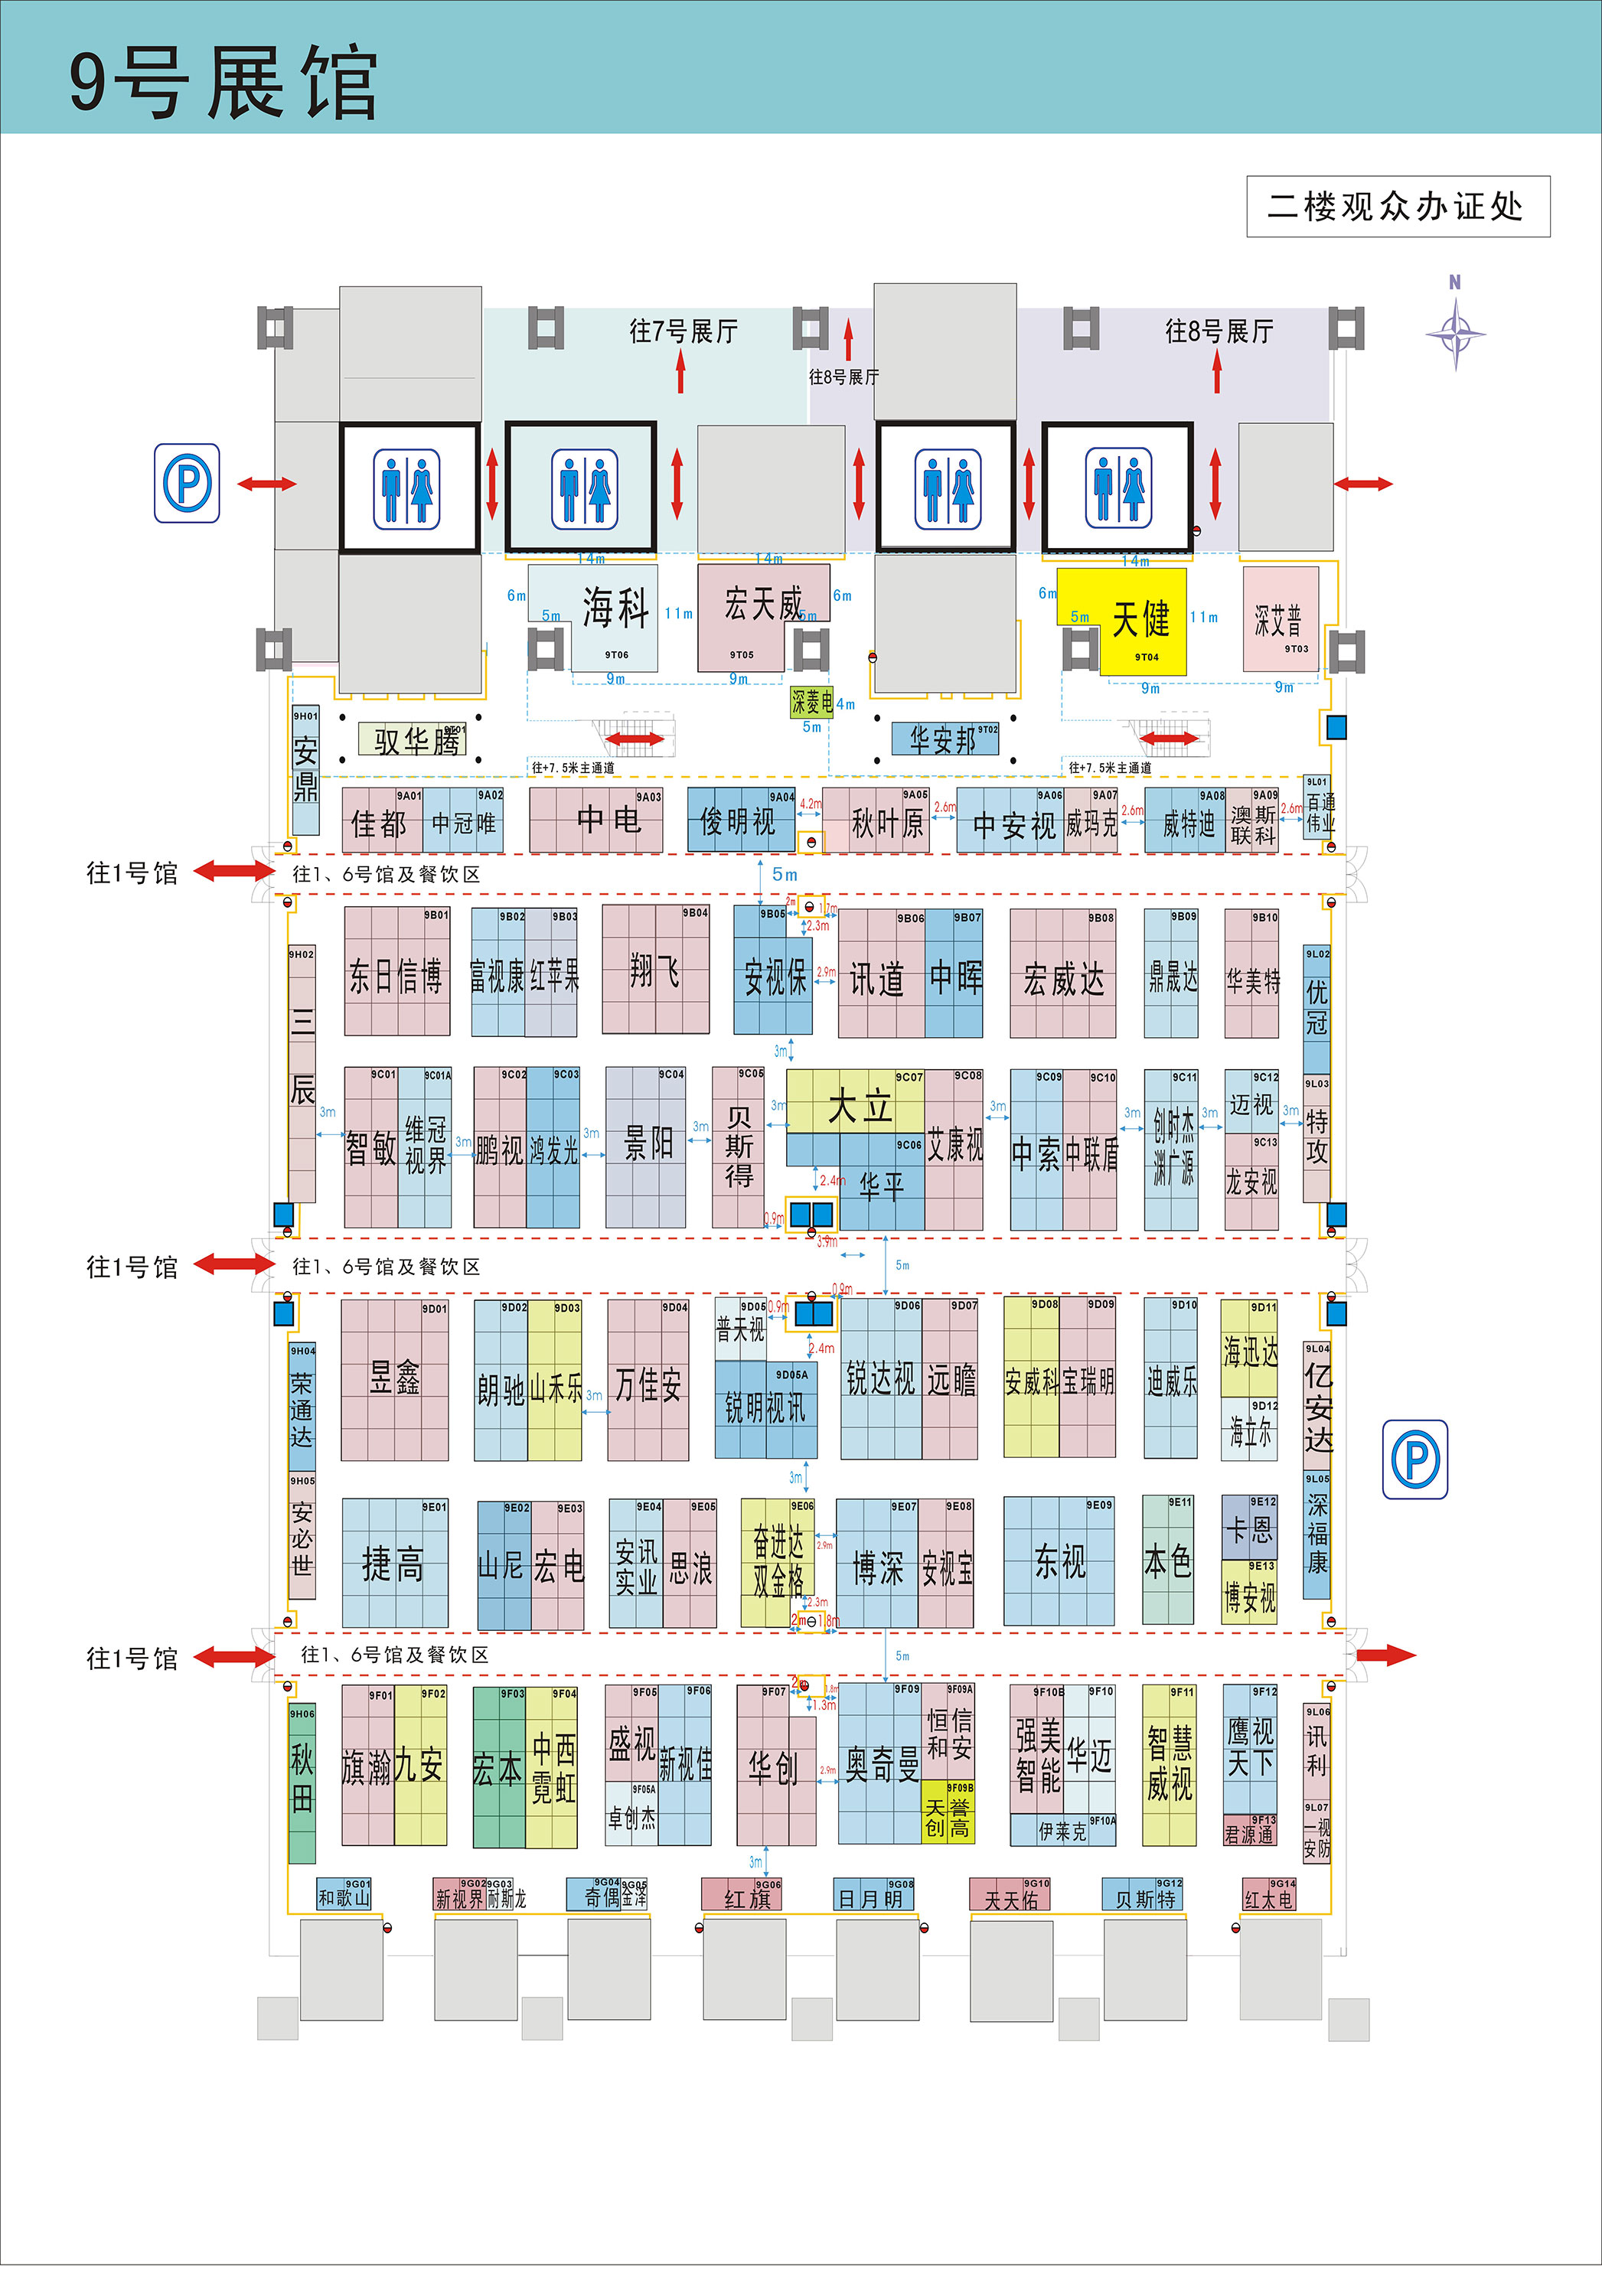 9号展馆
二楼观众办证处
N
往7号展厅
往8号展厅
往8号展厅
P
14m
14m
14m
6m
5m
海科
9T06
11m
宏天威
5m
6m
9T05
6m
5m
天健
11m
9T04
深艾普
9T03
9m
9m
9m
9m
深菱电
4m
5m
9H01
安鼎
驭华腾
9T01
华安邦
9T02
往+7.5米主通道
往+7.5米主通道
9A01
佳都
9A02
中冠唯
9A03
中电
9A04
俊明视
4.2m
9A05
秋叶原
2.6m
9A06
中安视
9A07
威玛克
2.6m
9A08
威特迪
9A09
澳斯
联科
2.6m
9L01
百通
伟业
往1号馆
往1、6号馆及餐饮区
5m
9H02
三辰
9B01
东日信博
9B02
富视康
9B03
红苹果
9B04
翔飞
9B05
安视保
2m
1.7m
2.3m
2.9m
9B06
讯道
9B07
中晖
9B08
宏威达
9B09
鼎晟达
9B10
华美特
9L02
优冠
3m
3m
9C01
智敏
9C01A
维冠
视界
3m
9C02
鹏视
9C03
鸿发光
3m
9C04
景阳
3m
9C05
贝斯得
3m
9C07
大立
9C06
华平
2.4m
0.9m
3.9m
9C08
艾康视
3m
9C09
中索
9C10
中联盾
3m
9C11
创时杰
渊广源
3m
9C12
迈视
9C13
龙安视
3m
9L03
特攻
往1号馆
往1、6号馆及餐饮区
5m
9H04
荣通达
9D01
昱鑫
9D02
朗驰
9D03
山禾乐
3m
9D04
万佳安
9D05
普天视
0.9m
0.9m
2.4m
9D05A
锐明视讯
9D06
锐达视
9D07
远瞻
9D08
安威科
9D09
宝瑞明
9D10
迪威乐
9D11
海迅达
9D12
海立尔
9L04
亿安达
P
3m
9H05
安必世
9E01
捷高
9E02
山尼
9E03
宏电
9E04
安讯
实业
9E05
思浪
9E06
奋进达
双金格
2.9m
2.3m
2m
1.8m
9E07
博深
9E08
安视宝
9E09
东视
9E11
本色
9E12
卡恩
9E13
博安视
9L05
深福康
往1号馆
往1、6号馆及餐饮区
5m
9H06
秋田
9F01
旗瀚
9F02
九安
9F03
宏本
9F04
中西
霓虹
9F05
盛视
9F05A
卓创杰
9F06
新视佳
9F07
华创
1.8m
1.3m
2.9m
9F09
奥奇曼
9F09A
恒信
和安
9F09B
天誉
创高
9F10B
强美
智能
9F10
华迈
9F10A
伊莱克
9F11
智慧
威视
9F12
鹰视
天下
9F13
君源通
9L06
讯利
9L07
一视
安防
3m
9G01
和歌山
9G02
新视界
9G03
耐斯龙
9G04
奇偶
9G05
金泽
9G06
红旗
9G08
日月明
9G10
天天佑
9G12
贝斯特
9G14
红太电